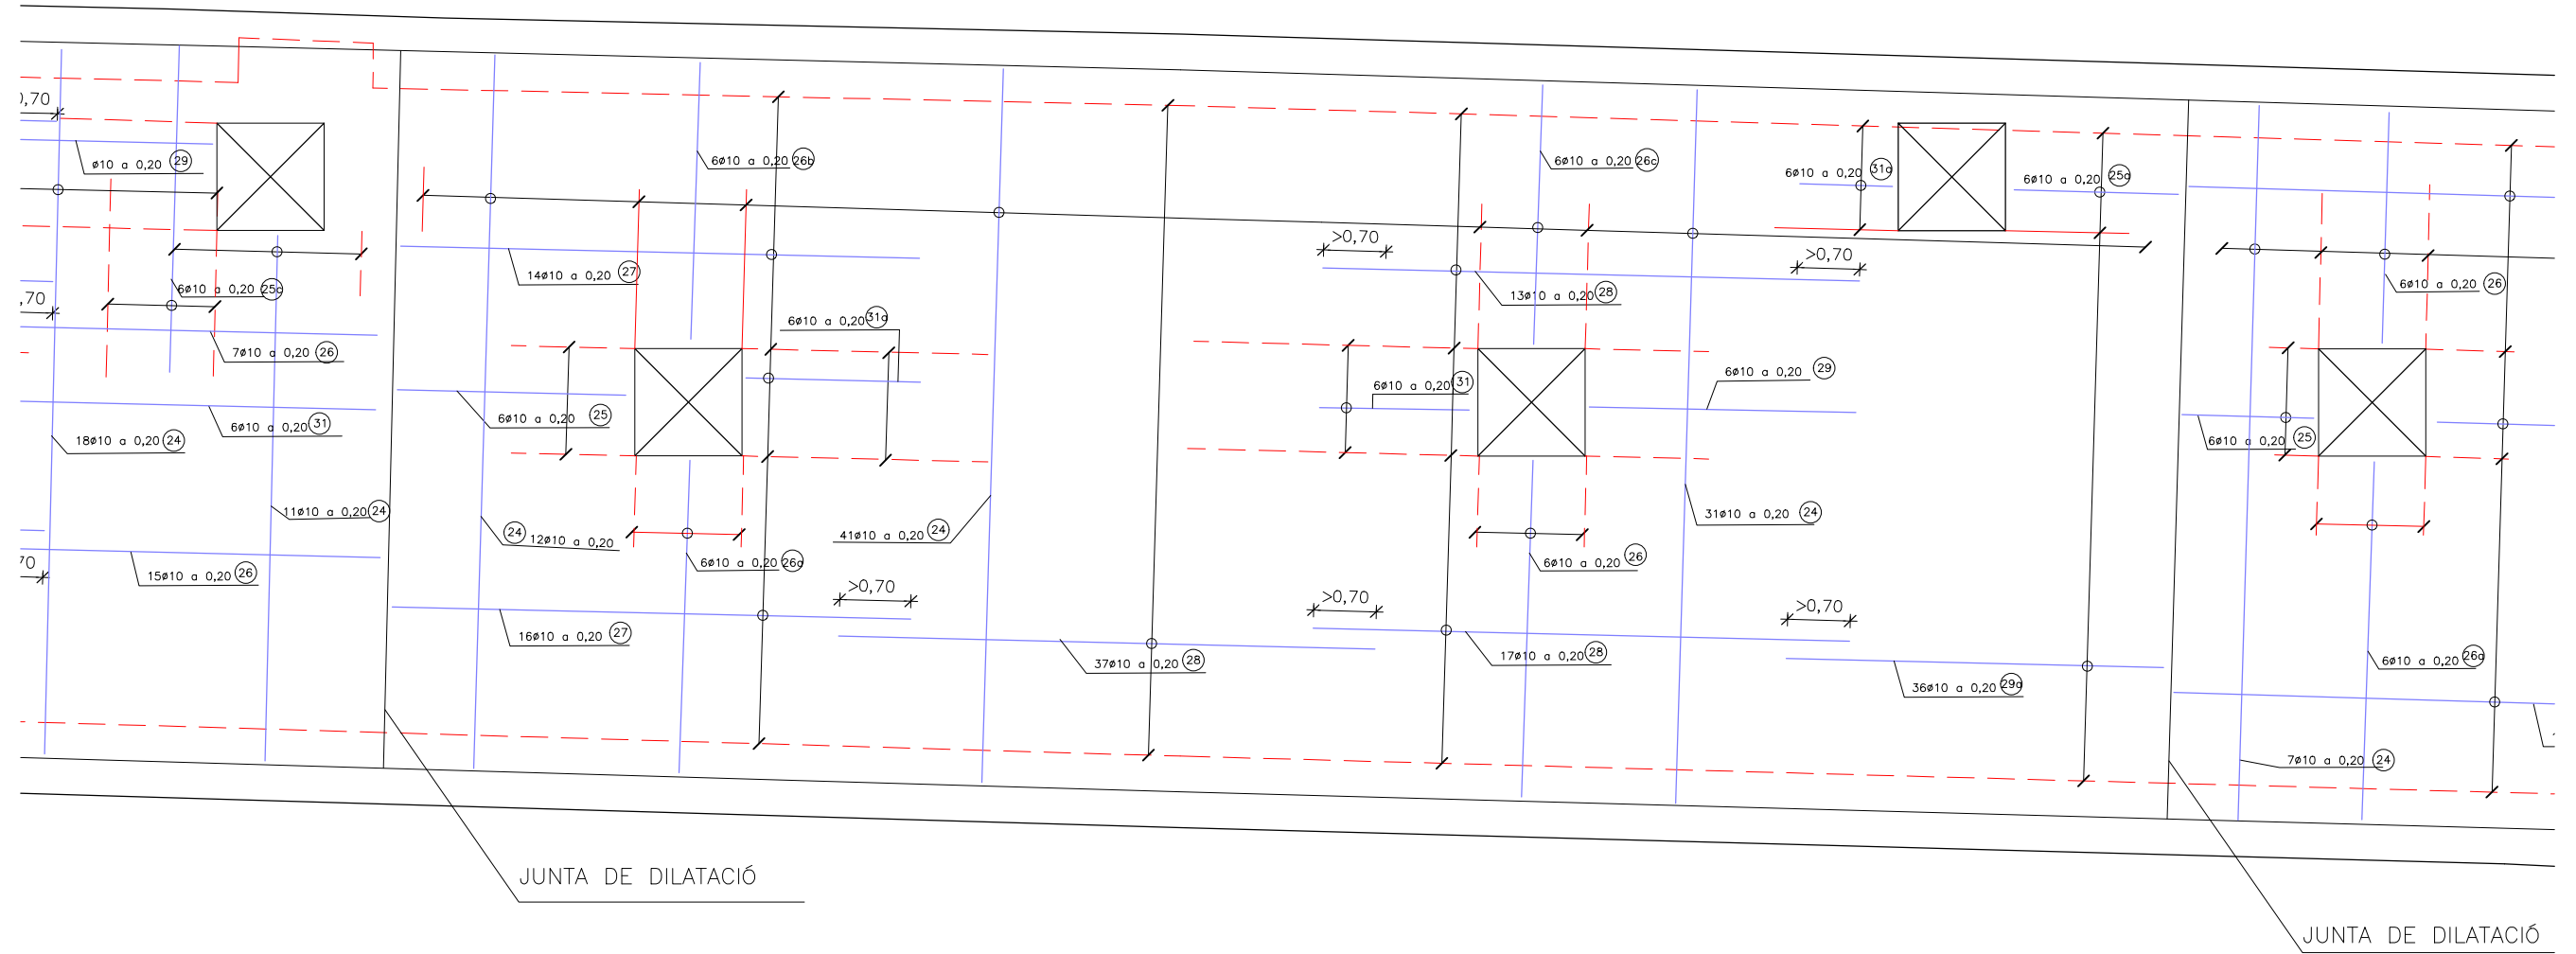 ,70
ø10 a 0,20 29
6ø10 a 0,20 26b
6ø10 a 0,20 26c
6ø10 a 0,20 31a
6ø10 a 0,20 25a
>0,70
>0,70
14ø10 a 0,20 27
6ø10 a 0,20 25c
13ø10 a 0,20 28
6ø10 a 0,20 26
,70
6ø10 a 0,20 31a
7ø10 a 0,20 26
6ø10 a 0,20 31
6ø10 a 0,20 29
6ø10 a 0,20 25
6ø10 a 0,20 31
18ø10 a 0,20 24
6ø10 a 0,20 25
11ø10 a 0,20 24
31ø10 a 0,20 24
24 12ø10 a 0,20
41ø10 a 0,20 24
70
15ø10 a 0,20 26
6ø10 a 0,20 26a
6ø10 a 0,20 26
>0,70
>0,70
>0,70
16ø10 a 0,20 27
37ø10 a 0,20 28
17ø10 a 0,20 28
6ø10 a 0,20 26a
36ø10 a 0,20 29a
7ø10 a 0,20 24
JUNTA DE DILATACIÓ
JUNTA DE DILATACIÓ